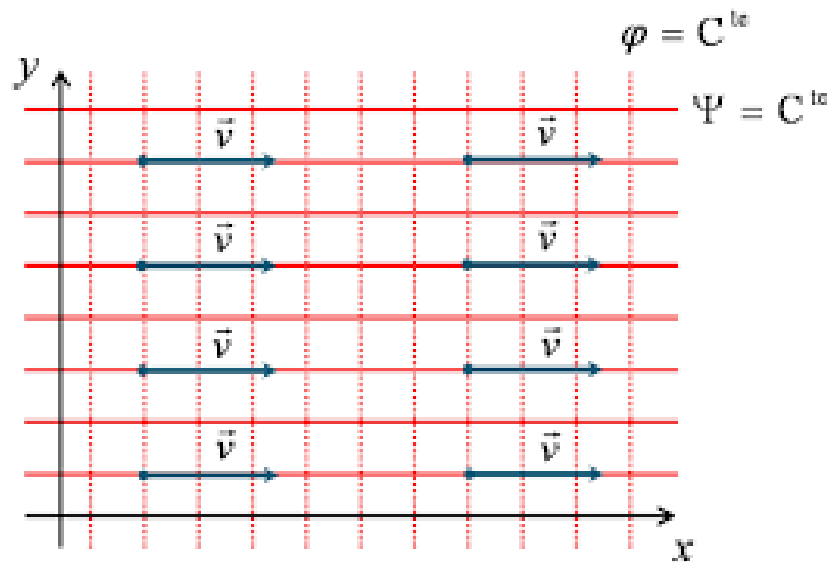 φ = C^te
y
Ψ = C^te
v⃗ v⃗
v⃗ v⃗
v⃗ v⃗
v⃗ v⃗
x